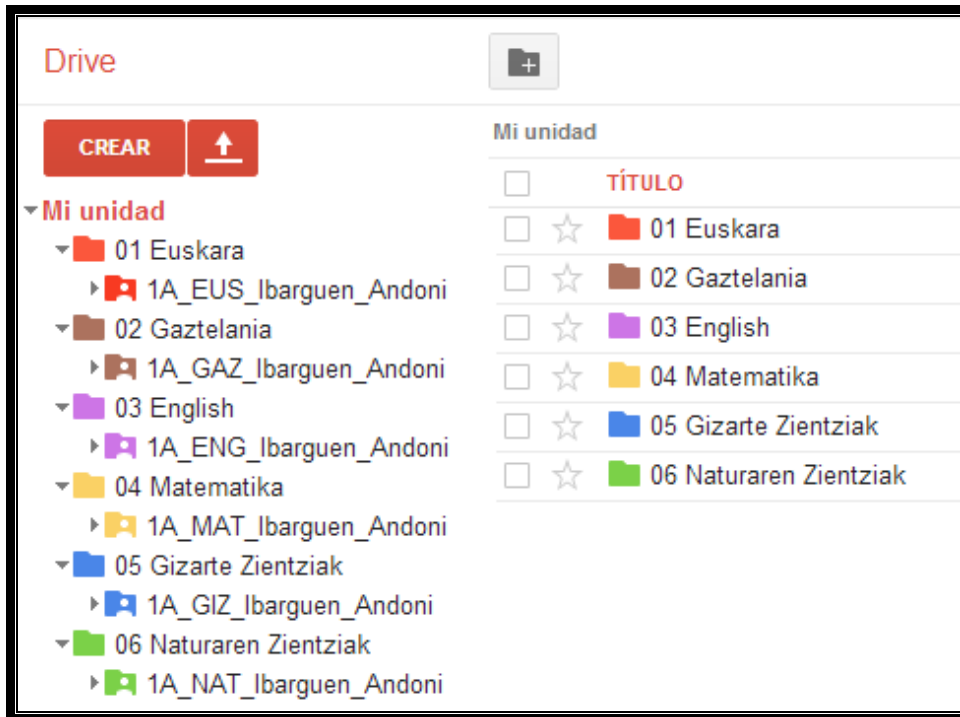 Drive
CREAR
Mi unidad
01 Euskara
1A_EUS_Ibarguen_Andoni
02 Gaztelania
1A_GAZ_Ibarguen_Andoni
03 English
1A_ENG_Ibarguen_Andoni
04 Matematika
1A_MAT_Ibarguen_Andoni
05 Gizarte Zientziak
1A_GIZ_Ibarguen_Andoni
06 Naturaren Zientziak
1A_NAT_Ibarguen_Andoni
Mi unidad
TÍTULO
01 Euskara
02 Gaztelania
03 English
04 Matematika
05 Gizarte Zientziak
06 Naturaren Zientziak